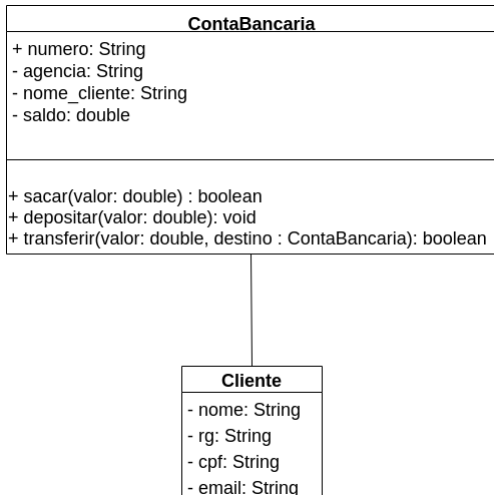 ContaBancaria
+ numero: String
- agencia: String
- nome_cliente: String
- saldo: double
+ sacar(valor: double) : boolean
+ depositar(valor: double): void
+ transferir(valor: double, destino : ContaBancaria): boolean
Cliente
- nome: String
- rg: String
- cpf: String
- email: String